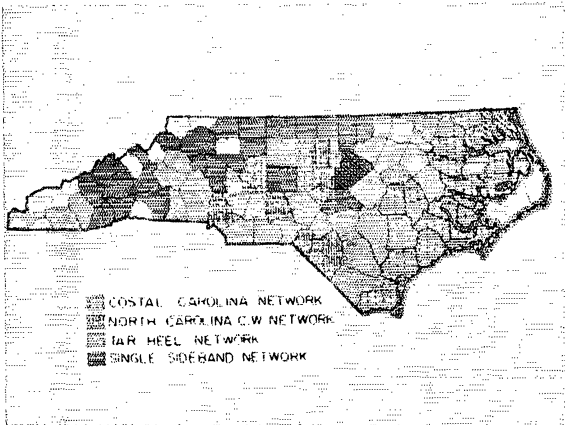 COSTAL CAROLINA NETWORK
NORTH CAROLINA C.W NETWORK
TAR HEEL NETWORK
SINGLE SIDEBAND NETWORK